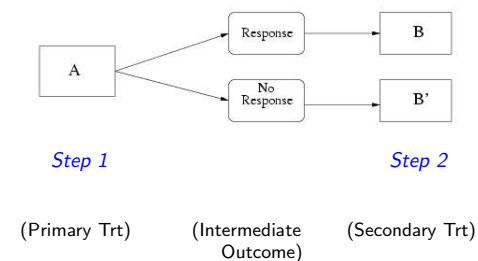 Response
B
A
No
Response
B'
Step 1
Step 2
(Primary Trt)
(Intermediate
Outcome)
(Secondary Trt)